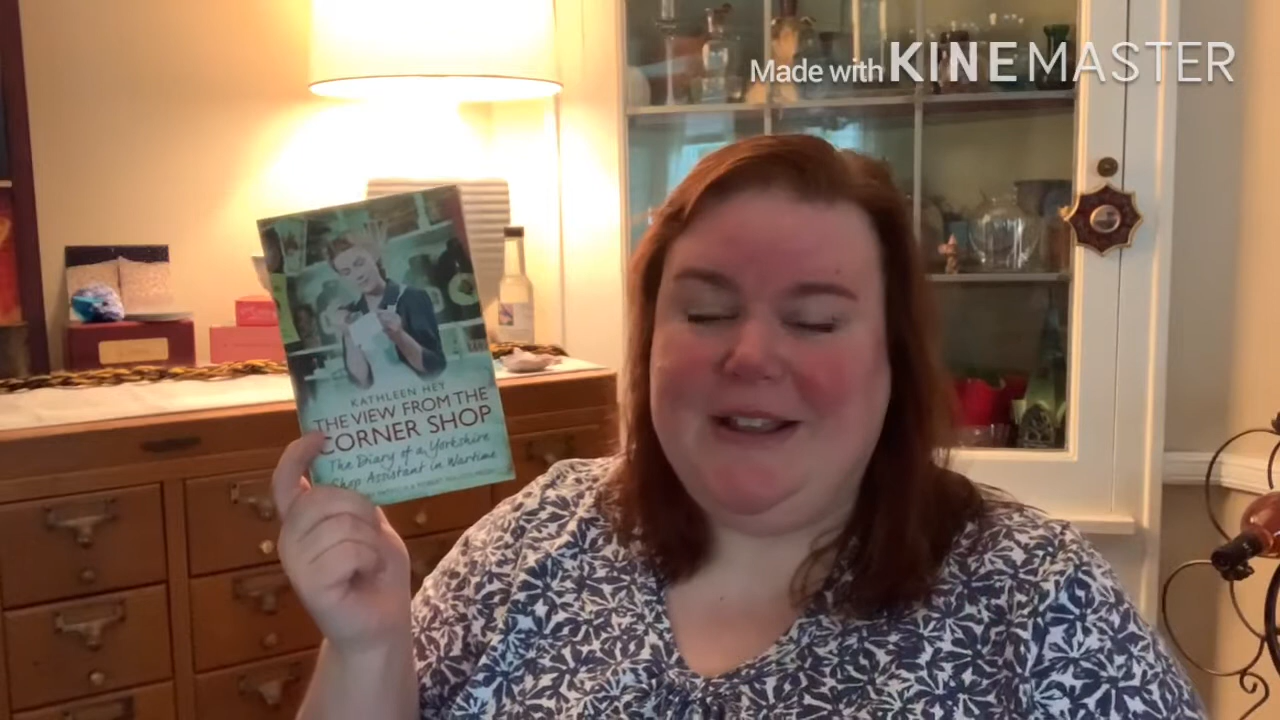 Made with KINEMASTER
KATHLEEN HEY
THE VIEW FROM THE
CORNER SHOP
The Diary of a Yorkshire
Shop Assistant in Wartime